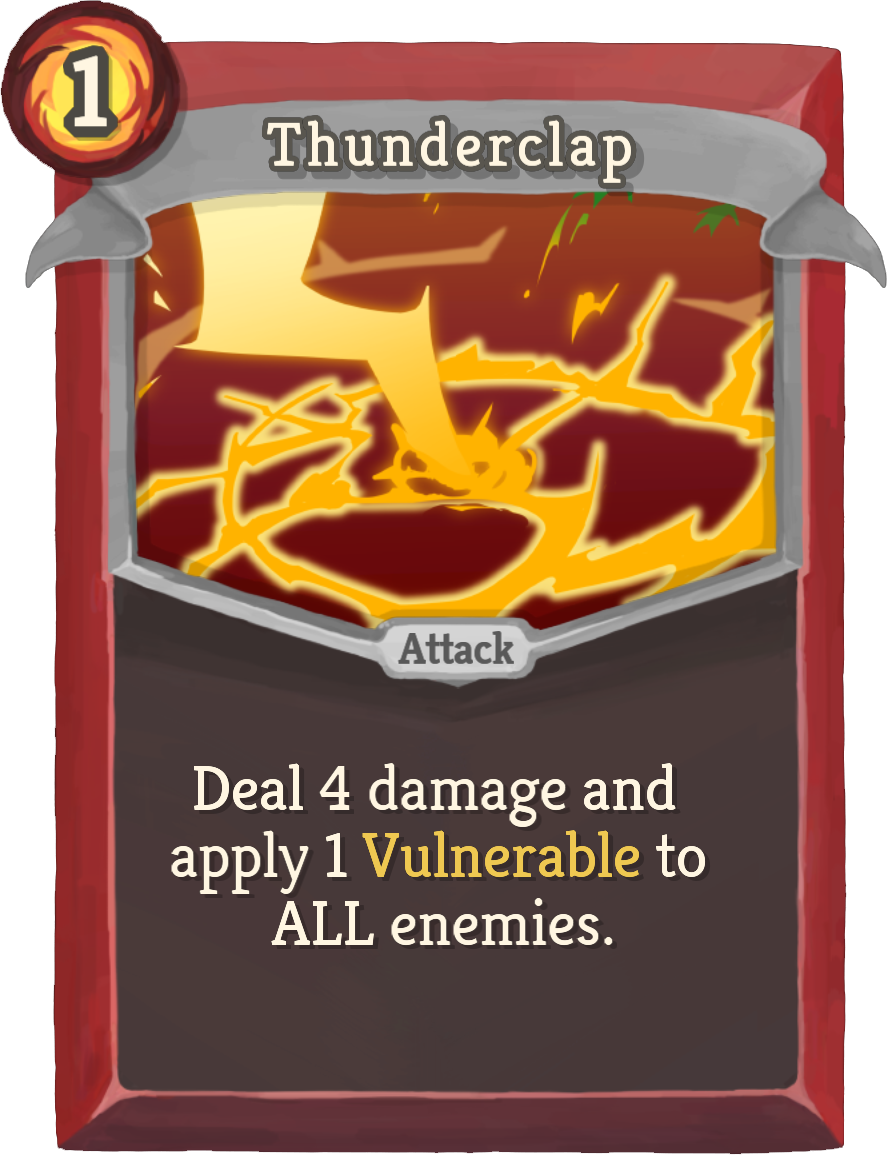 1
Thunderclap
Attack
Deal 4 damage and
apply 1 Vulnerable to
ALL enemies.